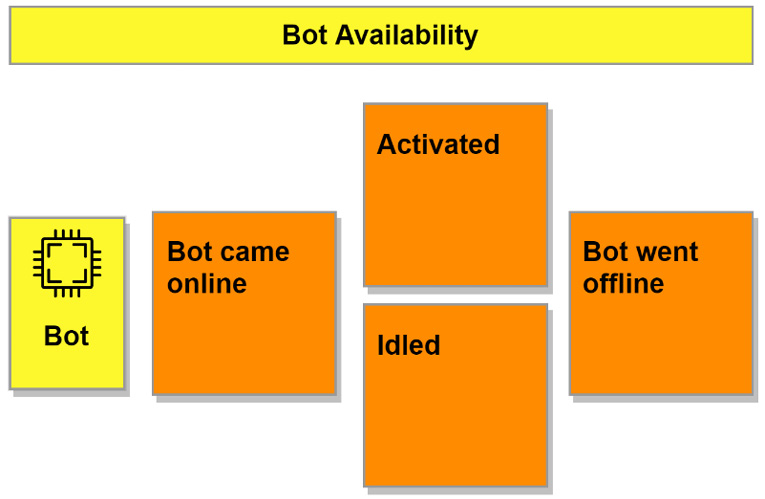 Bot Availability
Bot
Bot came
online
Activated
Idled
Bot went
offline